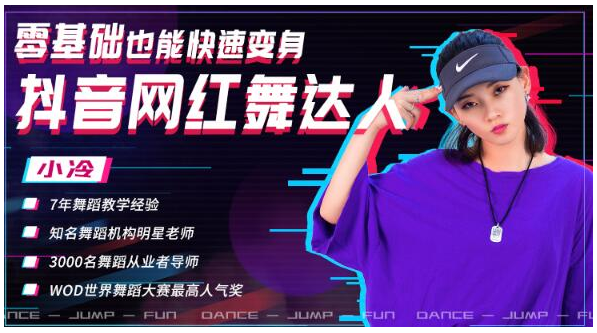 零基础也能快速变身
抖音网红舞达人
小冷
7年舞蹈教学经验
知名舞蹈机构明星老师
3000名舞蹈从业者导师
WOD世界舞蹈大赛最高人气奖
DANCE — JUMP — FUN DANCE — JUMP — FUN DANCE — JUMP